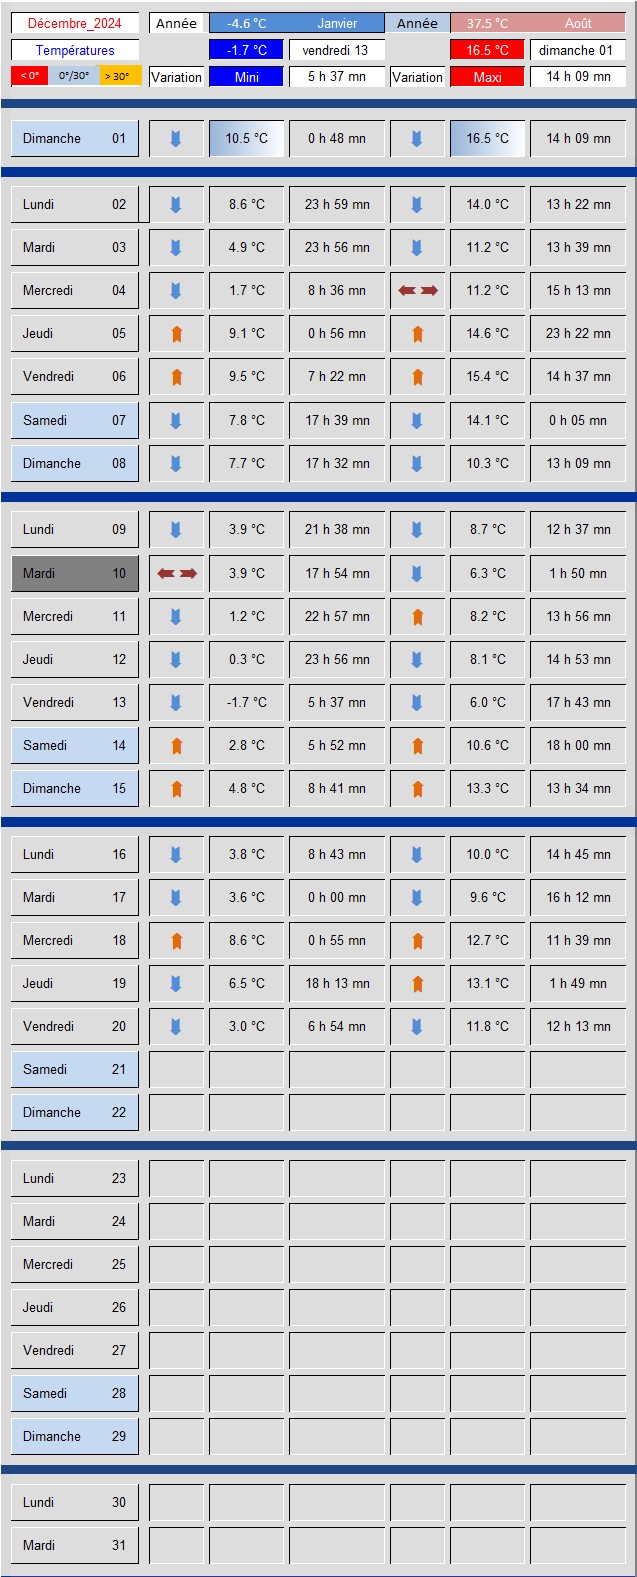 Décembre_2024 Année -4.6 °C Janvier Année 37.5 °C Août
Températures -1.7 °C vendredi 13 16.5 °C dimanche 01
< 0° 0°/30° > 30° Variation Mini 5 h 37 mn Variation Maxi 14 h 09 mn
Dimanche 01 10.5 °C 0 h 48 mn 16.5 °C 14 h 09 mn
Lundi 02 8.6 °C 23 h 59 mn 14.0 °C 13 h 22 mn
Mardi 03 4.9 °C 23 h 56 mn 11.2 °C 13 h 39 mn
Mercredi 04 1.7 °C 8 h 36 mn 11.2 °C 15 h 13 mn
Jeudi 05 9.1 °C 0 h 56 mn 14.6 °C 23 h 22 mn
Vendredi 06 9.5 °C 7 h 22 mn 15.4 °C 14 h 37 mn
Samedi 07 7.8 °C 17 h 39 mn 14.1 °C 0 h 05 mn
Dimanche 08 7.7 °C 17 h 32 mn 10.3 °C 13 h 09 mn
Lundi 09 3.9 °C 21 h 38 mn 8.7 °C 12 h 37 mn
Mardi 10 3.9 °C 17 h 54 mn 6.3 °C 1 h 50 mn
Mercredi 11 1.2 °C 22 h 57 mn 8.2 °C 13 h 56 mn
Jeudi 12 0.3 °C 23 h 56 mn 8.1 °C 14 h 53 mn
Vendredi 13 -1.7 °C 5 h 37 mn 6.0 °C 17 h 43 mn
Samedi 14 2.8 °C 5 h 52 mn 10.6 °C 18 h 00 mn
Dimanche 15 4.8 °C 8 h 41 mn 13.3 °C 13 h 34 mn
Lundi 16 3.8 °C 8 h 43 mn 10.0 °C 14 h 45 mn
Mardi 17 3.6 °C 0 h 00 mn 9.6 °C 16 h 12 mn
Mercredi 18 8.6 °C 0 h 55 mn 12.7 °C 11 h 39 mn
Jeudi 19 6.5 °C 18 h 13 mn 13.1 °C 1 h 49 mn
Vendredi 20 3.0 °C 6 h 54 mn 11.8 °C 12 h 13 mn
Samedi 21
Dimanche 22
Lundi 23
Mardi 24
Mercredi 25
Jeudi 26
Vendredi 27
Samedi 28
Dimanche 29
Lundi 30
Mardi 31